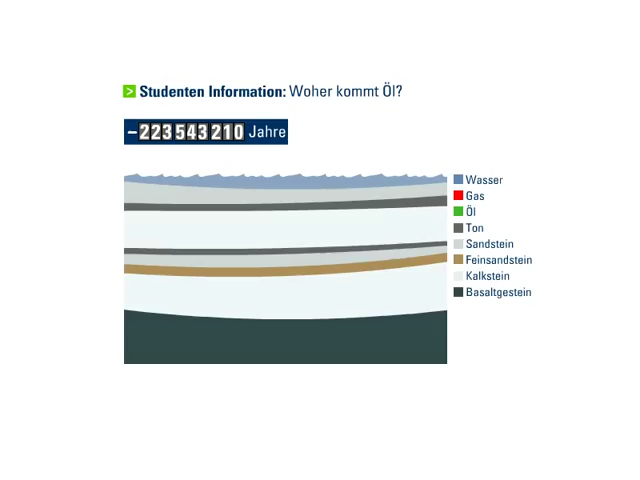 > Studenten Information: Woher kommt Öl?
–223543210 Jahre
Wasser
Gas
Öl
Ton
Sandstein
Feinsandstein
Kalkstein
Basaltgestein